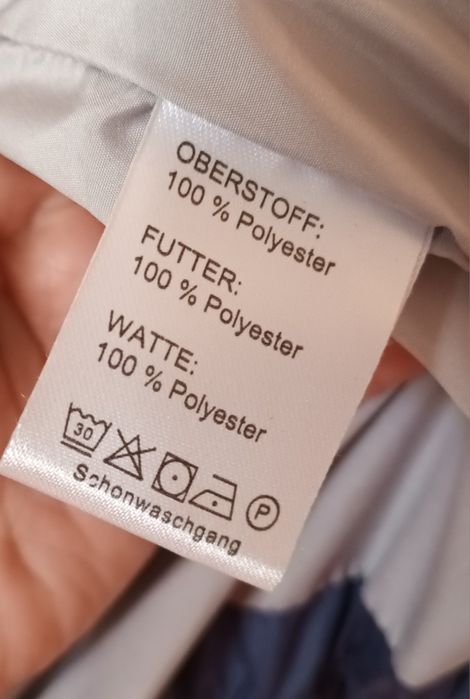 OBERSTOFF:
100 % Polyester
FUTTER:
100 % Polyester
WATTE:
100 % Polyester
30 P
Schonwaschgang